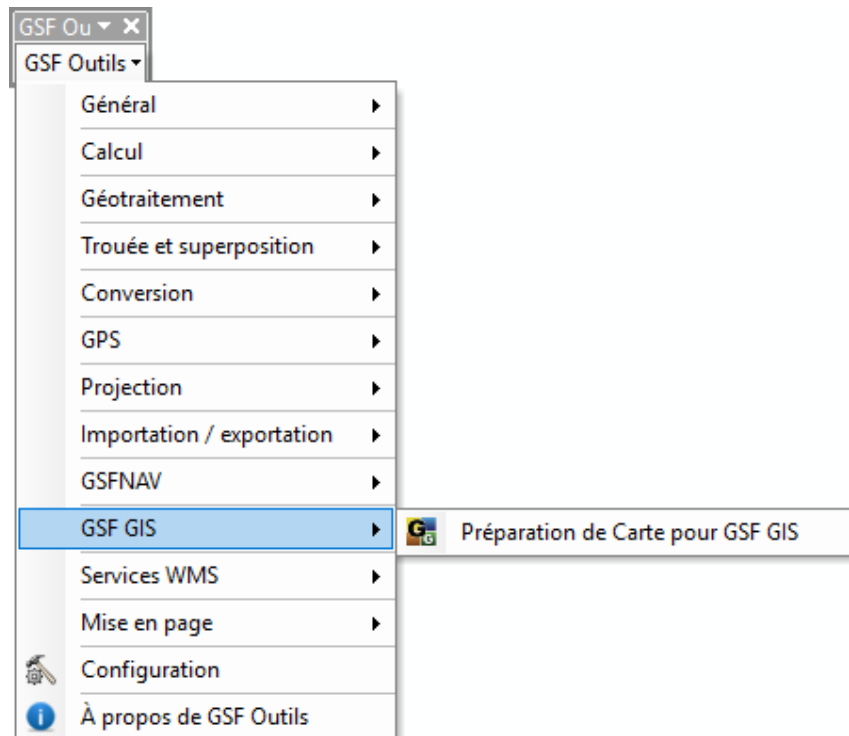 GSF Ou
GSF Outils
Général
Calcul
Géotraitement
Trouée et superposition
Conversion
GPS
Projection
Importation / exportation
GSFNAV
GSF GIS
Préparation de Carte pour GSF GIS
Services WMS
Mise en page
Configuration
À propos de GSF Outils